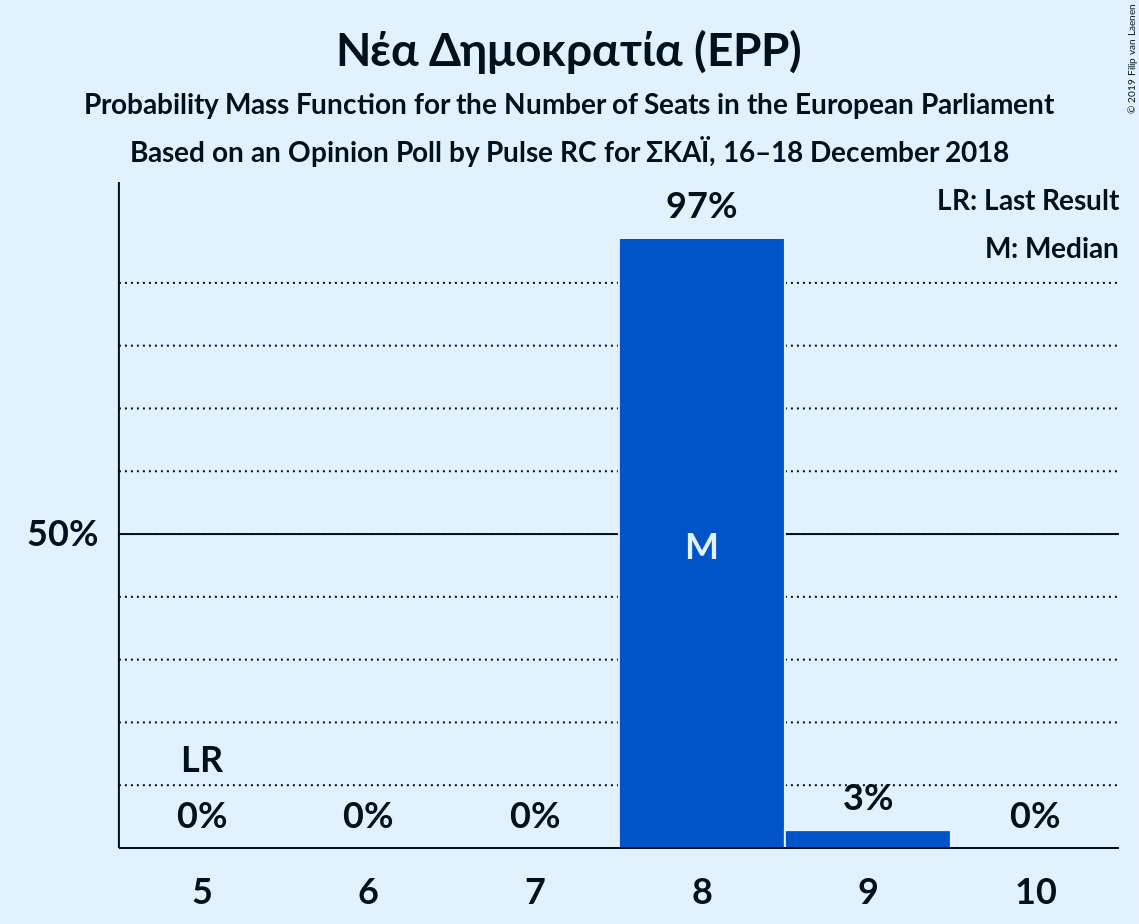 Νέα Δημοκρατία (EPP)
Probability Mass Function for the Number of Seats in the European Parliament
Based on an Opinion Poll by Pulse RC for ΣΚΑΪ, 16–18 December 2018
© 2019 Filip van Laenen
LR: Last Result
M: Median
97%
50%
M
LR
0%
0%
0%
3%
0%
5
6
7
8
9
10